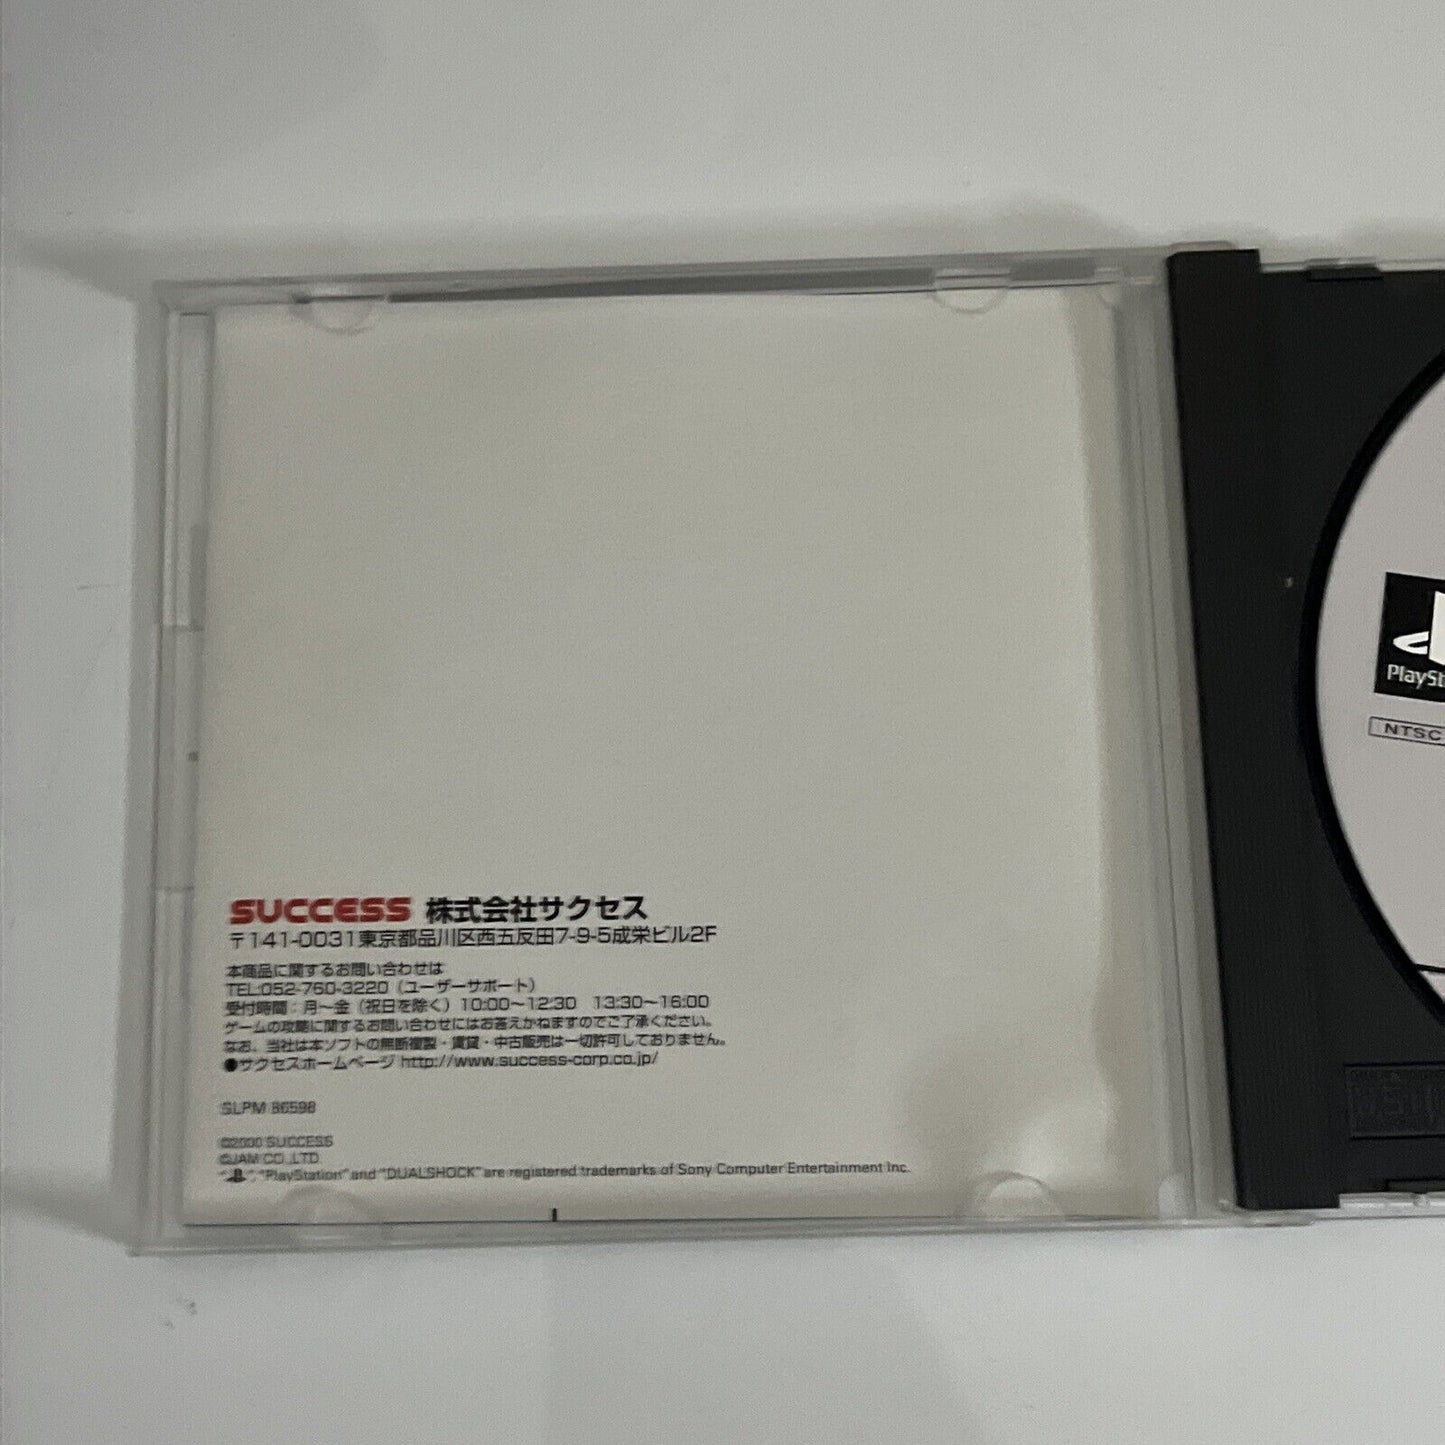 SUCCESS 株式会社サクセス
〒141-0031東京都品川区西五反田7-9-5成栄ビル2F
本商品に関するお問い合わせは
TEL:052-760-3220（ユーザーサポート）
受付時間：月～金（祝日を除く）10:00～12:30　13:30～16:00
ゲームの攻略に関するお問い合わせにはお答えかねますのでご了承ください。
なお、当社は本ソフトの無断複製・賃貸・中古販売は一切許可しておりません。
●サクセスホームページ http://www.success-corp.co.jp/
SLPM 86598
©2000 SUCCESS
©JAM CO.,LTD.
" ", "PlayStation" and "DUALSHOCK" are registered trademarks of Sony Computer Entertainment Inc.
PlaySt
NTSC